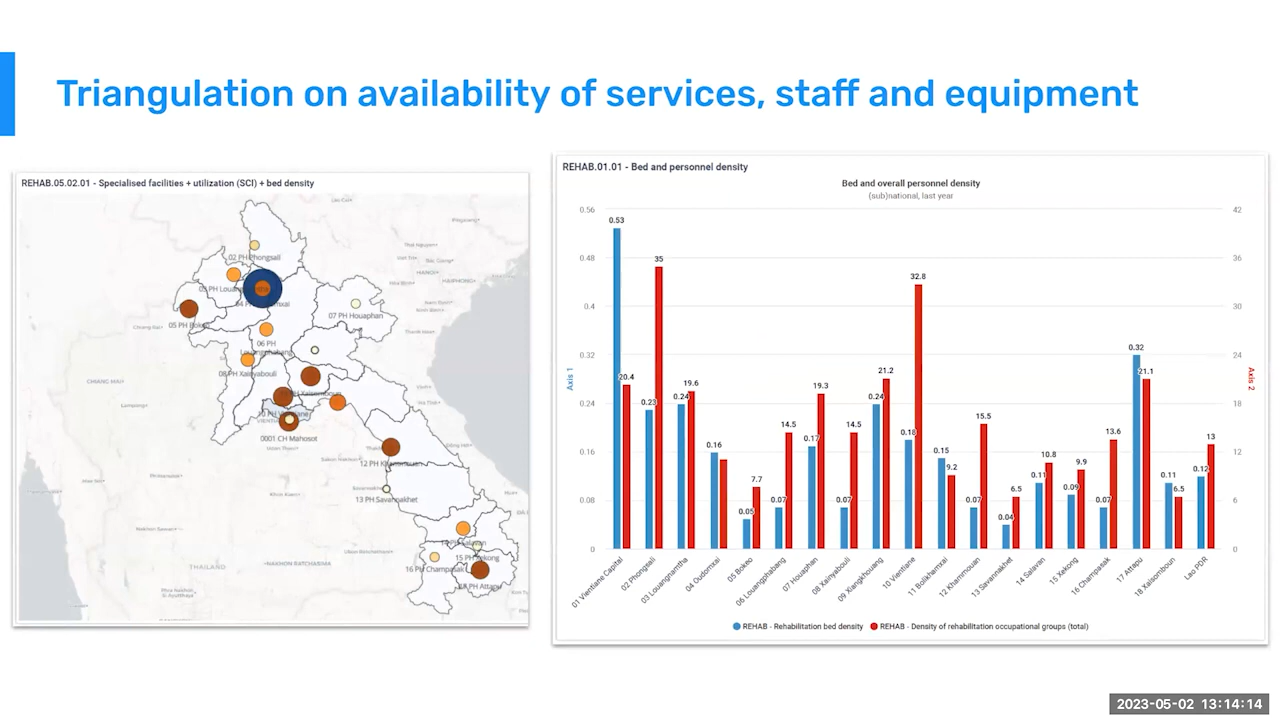 Triangulation on availability of services, staff and equipment
REHAB.05.02.01 - Specialised facilities + utilization (SCI) + bed density
02 PH Phongsali
05 PH Bokeo
07 PH Houaphan
06 PH
08 PH Xaignabouli
0001 CH Mahosot
12 PH Khammouan
13 PH Savannakhet
15 PH Xekong
16 PH Champasak
17 PH Attapu
CHIANG MAI
THAILAND
NAKHON RATCHASIMA
REHAB.01.01 - Bed and personnel density
Bed and overall personnel density
(sub)national, last year
0.56
0.48
0.4
0.32
0.24
0.16
0.08
0
Axis 1
42
36
30
24
18
12
6
0
Axis 2
0.53
20.4
0.23
35
0.24
19.6
0.16
0.05
7.7
0.07
14.5
0.17
19.3
0.07
14.5
0.24
21.2
0.18
32.8
0.15
9.2
0.07
15.5
0.04
6.5
0.11
10.8
0.09
9.9
0.07
13.6
0.32
21.1
0.11
6.5
0.12
13
01 Vientiane Capital
02 Phongsali
03 Louangnamtha
04 Oudomxai
05 Bokeo
06 Louangphabang
07 Houaphan
08 Xainyabouli
09 Xiangkhouang
10 Vientiane
11 Bolikhamxai
12 Khammouan
13 Savannakhet
14 Salavan
15 Xekong
16 Champasak
17 Attapu
18 Xaisomboun
Lao PDR
REHAB - Rehabilitation bed density
REHAB - Density of rehabilitation occupational groups (total)
2023-05-02 13:14:14